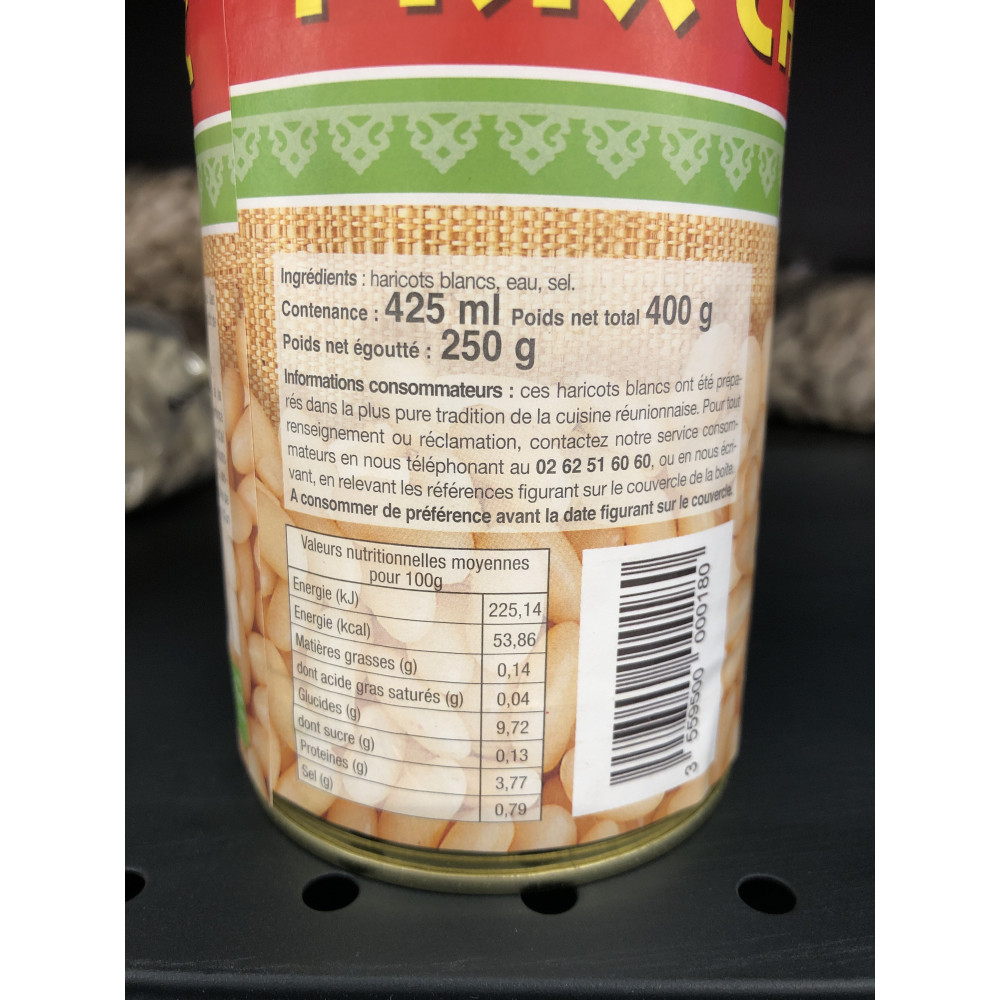 Ingrédients : haricots blancs, eau, sel.
Contenance : 425 ml Poids net total 400 g
Poids net égoutté : 250 g
Informations consommateurs : ces haricots blancs ont été prépa-
rés dans la plus pure tradition de la cuisine réunionnaise. Pour tout
renseignement ou réclamation, contactez notre service consom-
mateurs en nous téléphonant au 02 62 51 60 60, ou en nous écri-
vant, en relevant les références figurant sur le couvercle de la boîte.
A consommer de préférence avant la date figurant sur le couvercle.
Valeurs nutritionnelles moyennes
pour 100g
Energie (kJ) 225,14
Energie (kcal) 53,86
Matières grasses (g) 0,14
dont acide gras saturés (g) 0,04
Glucides (g) 9,72
dont sucre (g) 0,13
Proteines (g) 3,77
Sel (g) 0,79
3 559500 000180